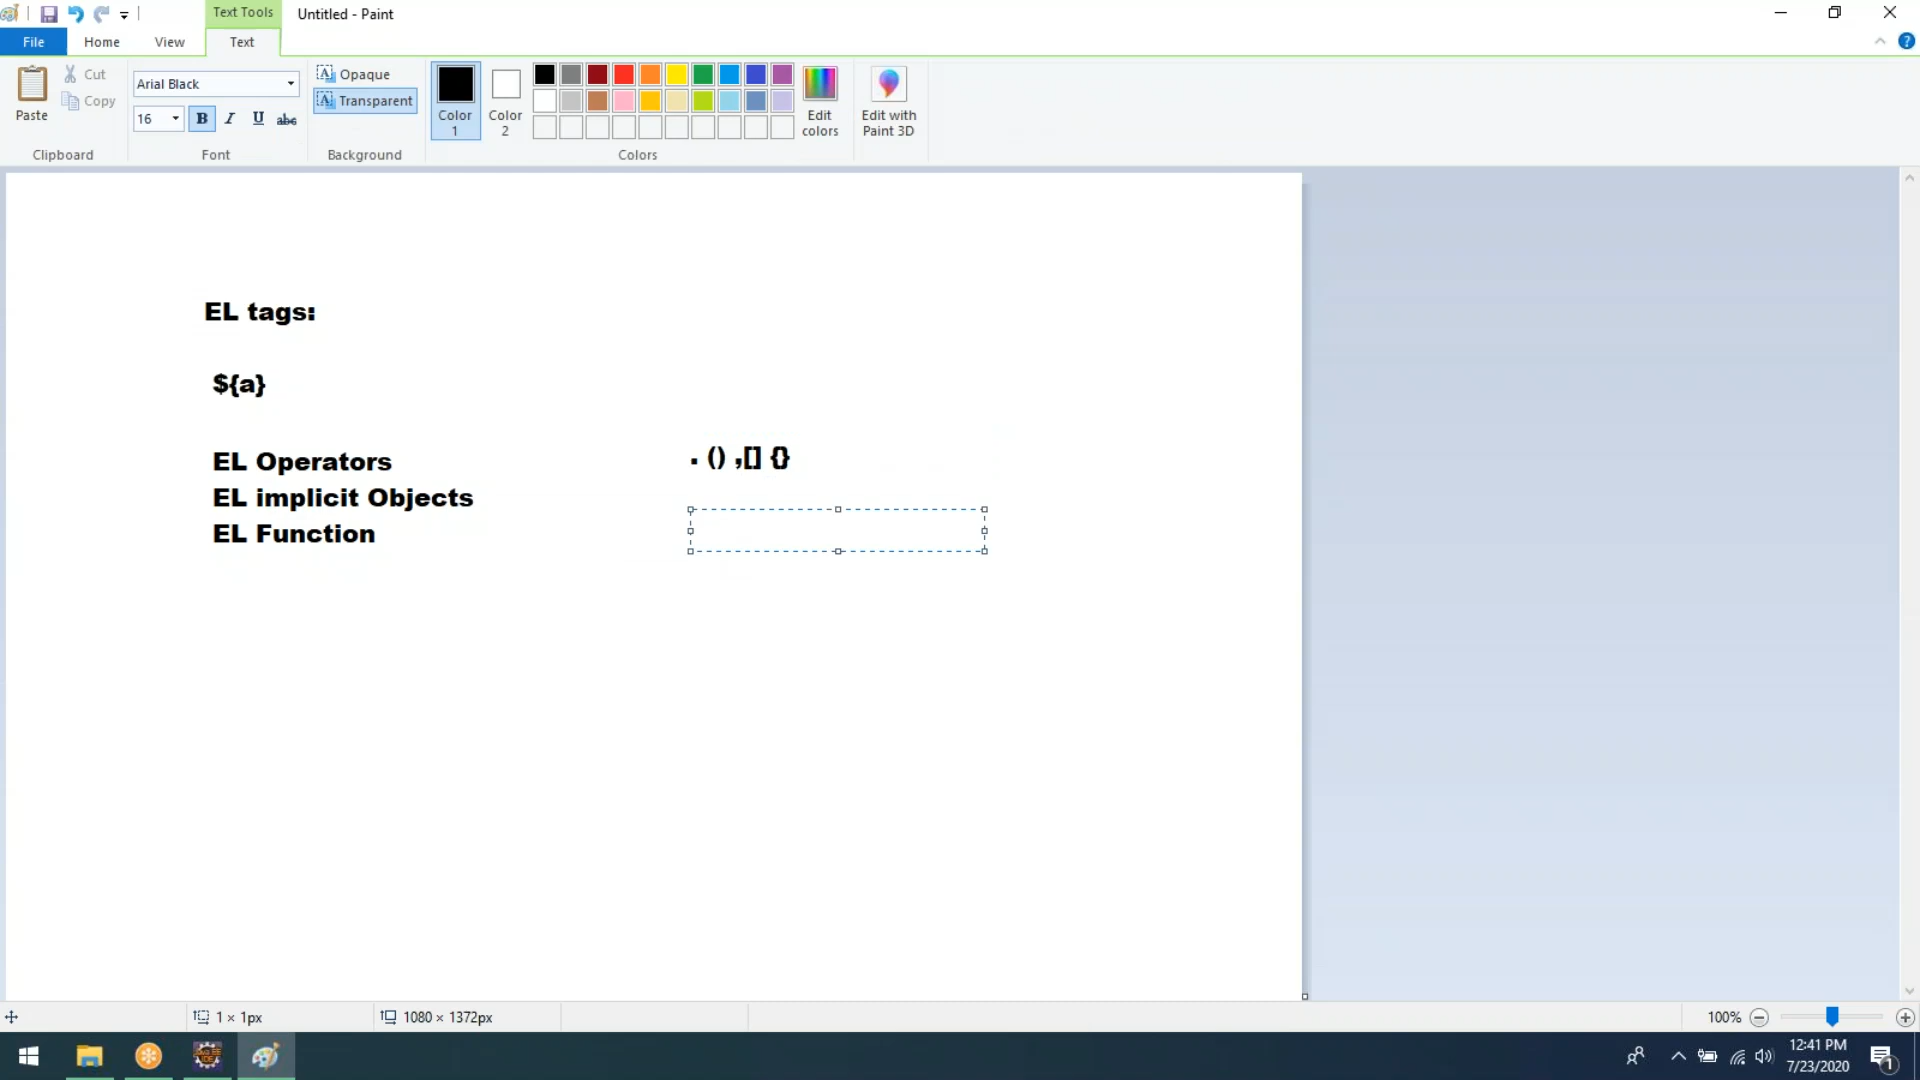 Text Tools
Untitled - Paint
File
Home
View
Text
?
Paste
Cut
Copy
Clipboard
Arial Black
16
B
I
U
abc
Font
Opaque
Transparent
Background
Color
1
Color
2
Colors
Edit
colors
Edit with
Paint 3D
EL tags:
${a}
EL Operators
. () ,[] {}
EL implicit Objects
EL Function
1 × 1px
1080 × 1372px
100%
12:41 PM
7/23/2020
1